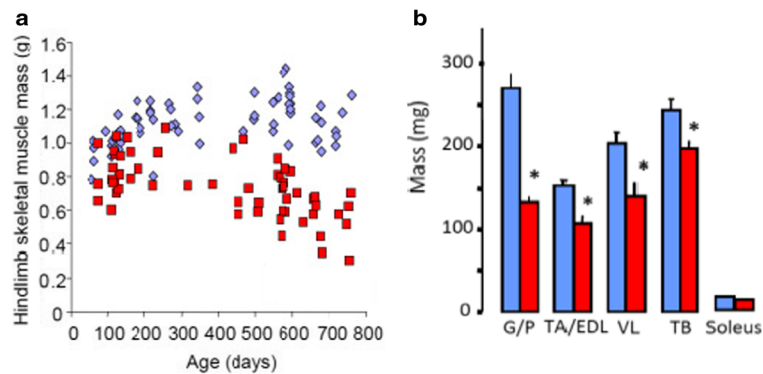 a
Hindlimb skeletal muscle mass (g)
1.6
1.4
1.2
1.0
0.8
0.6
0.4
0.2
0
0 100 200 300 400 500 600 700 800
Age (days)
b
Mass (mg)
300
200
100
0
* * * *
G/P TA/EDL VL TB Soleus